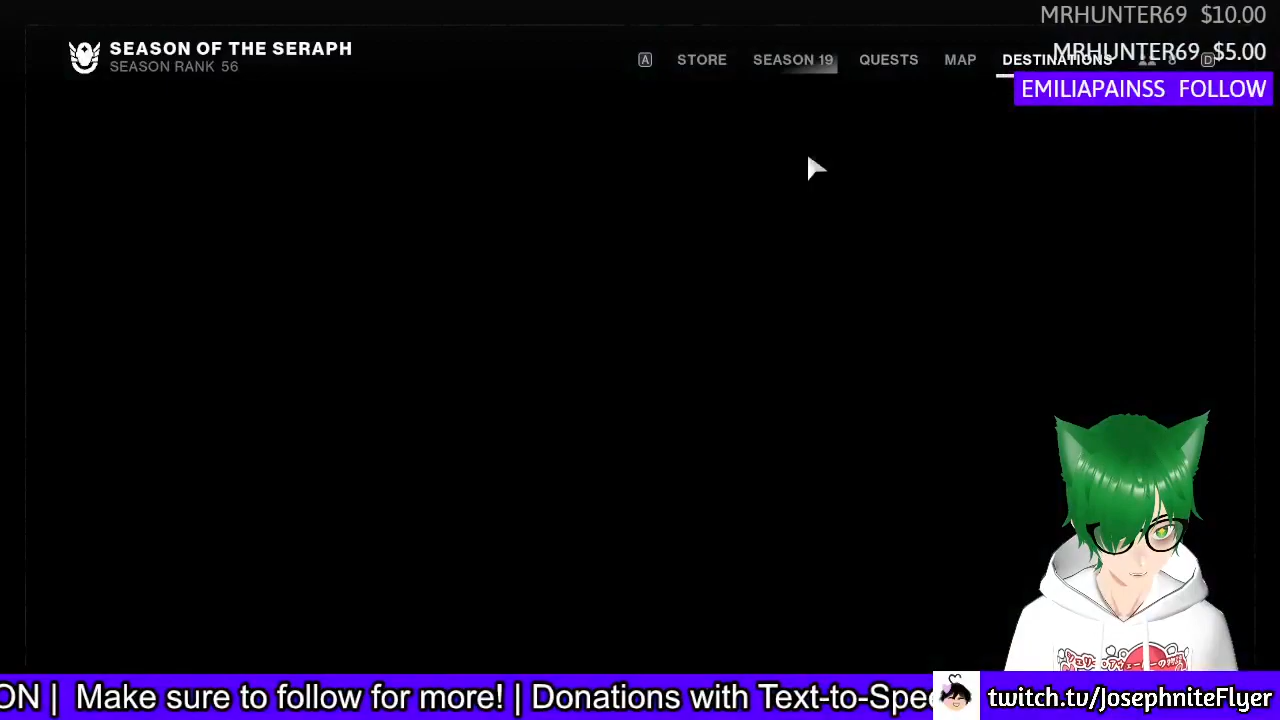 MRHUNTER69 $10.00
SEASON OF THE SERAPH
SEASON RANK 56
A STORE SEASON 19 QUESTS MAP DESTINATIONS D
MRHUNTER69 $5.00
EMILIAPAINSS FOLLOW
ON | Make sure to follow for more! | Donations with Text-to-Spee
twitch.tv/JosephniteFlyer